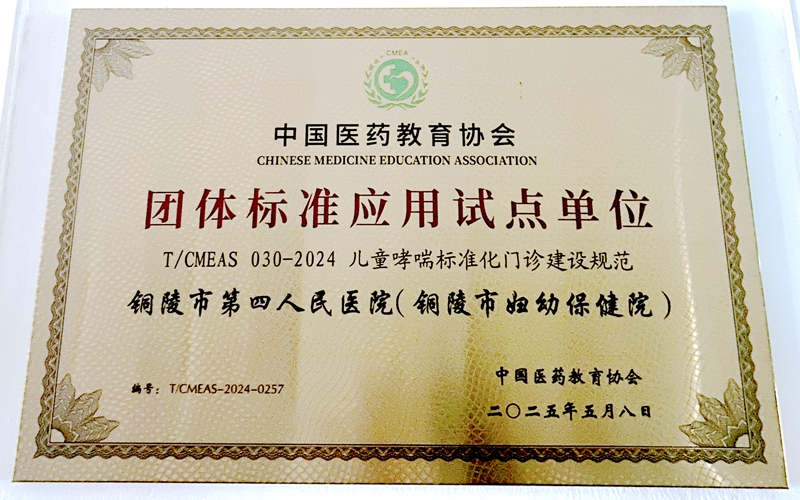 CMEA
中国医药教育协会
CHINESE MEDICINE EDUCATION ASSOCIATION
团体标准应用试点单位
T/CMEAS 030-2024 儿童哮喘标准化门诊建设规范
铜陵市第四人民医院(铜陵市妇幼保健院)
编号：T/CMEAS-2024-0257
中国医药教育协会
二〇二五年五月八日